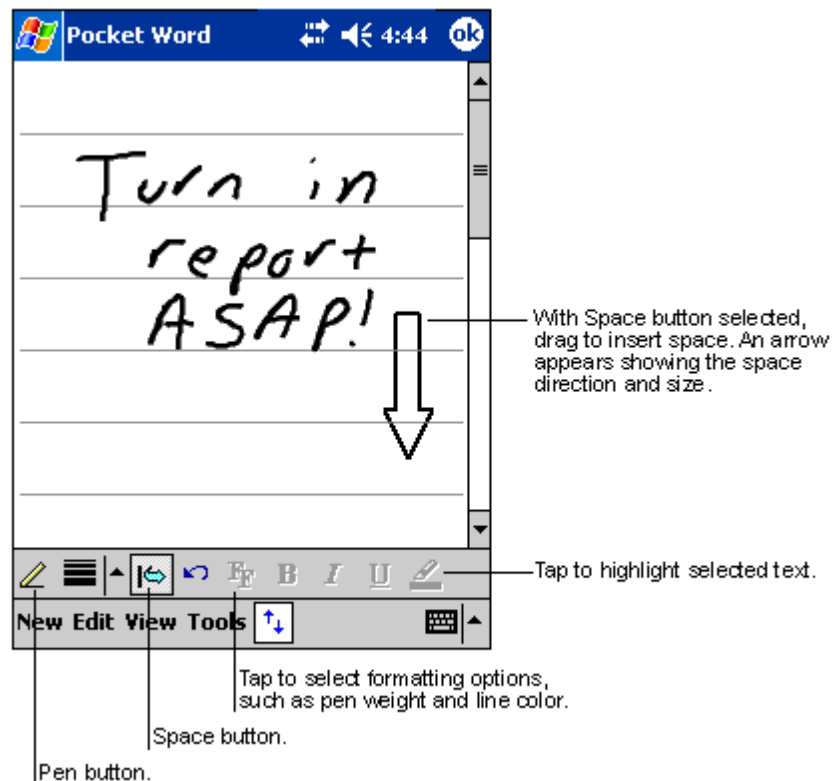 Pocket Word 4:44 ok
Turn in
report
ASAP!
With Space button selected,
drag to insert space. An arrow
appears showing the space
direction and size.
FF B I U
Tap to highlight selected text.
New Edit View Tools
Tap to select formatting options,
such as pen weight and line color.
Space button.
Pen button.